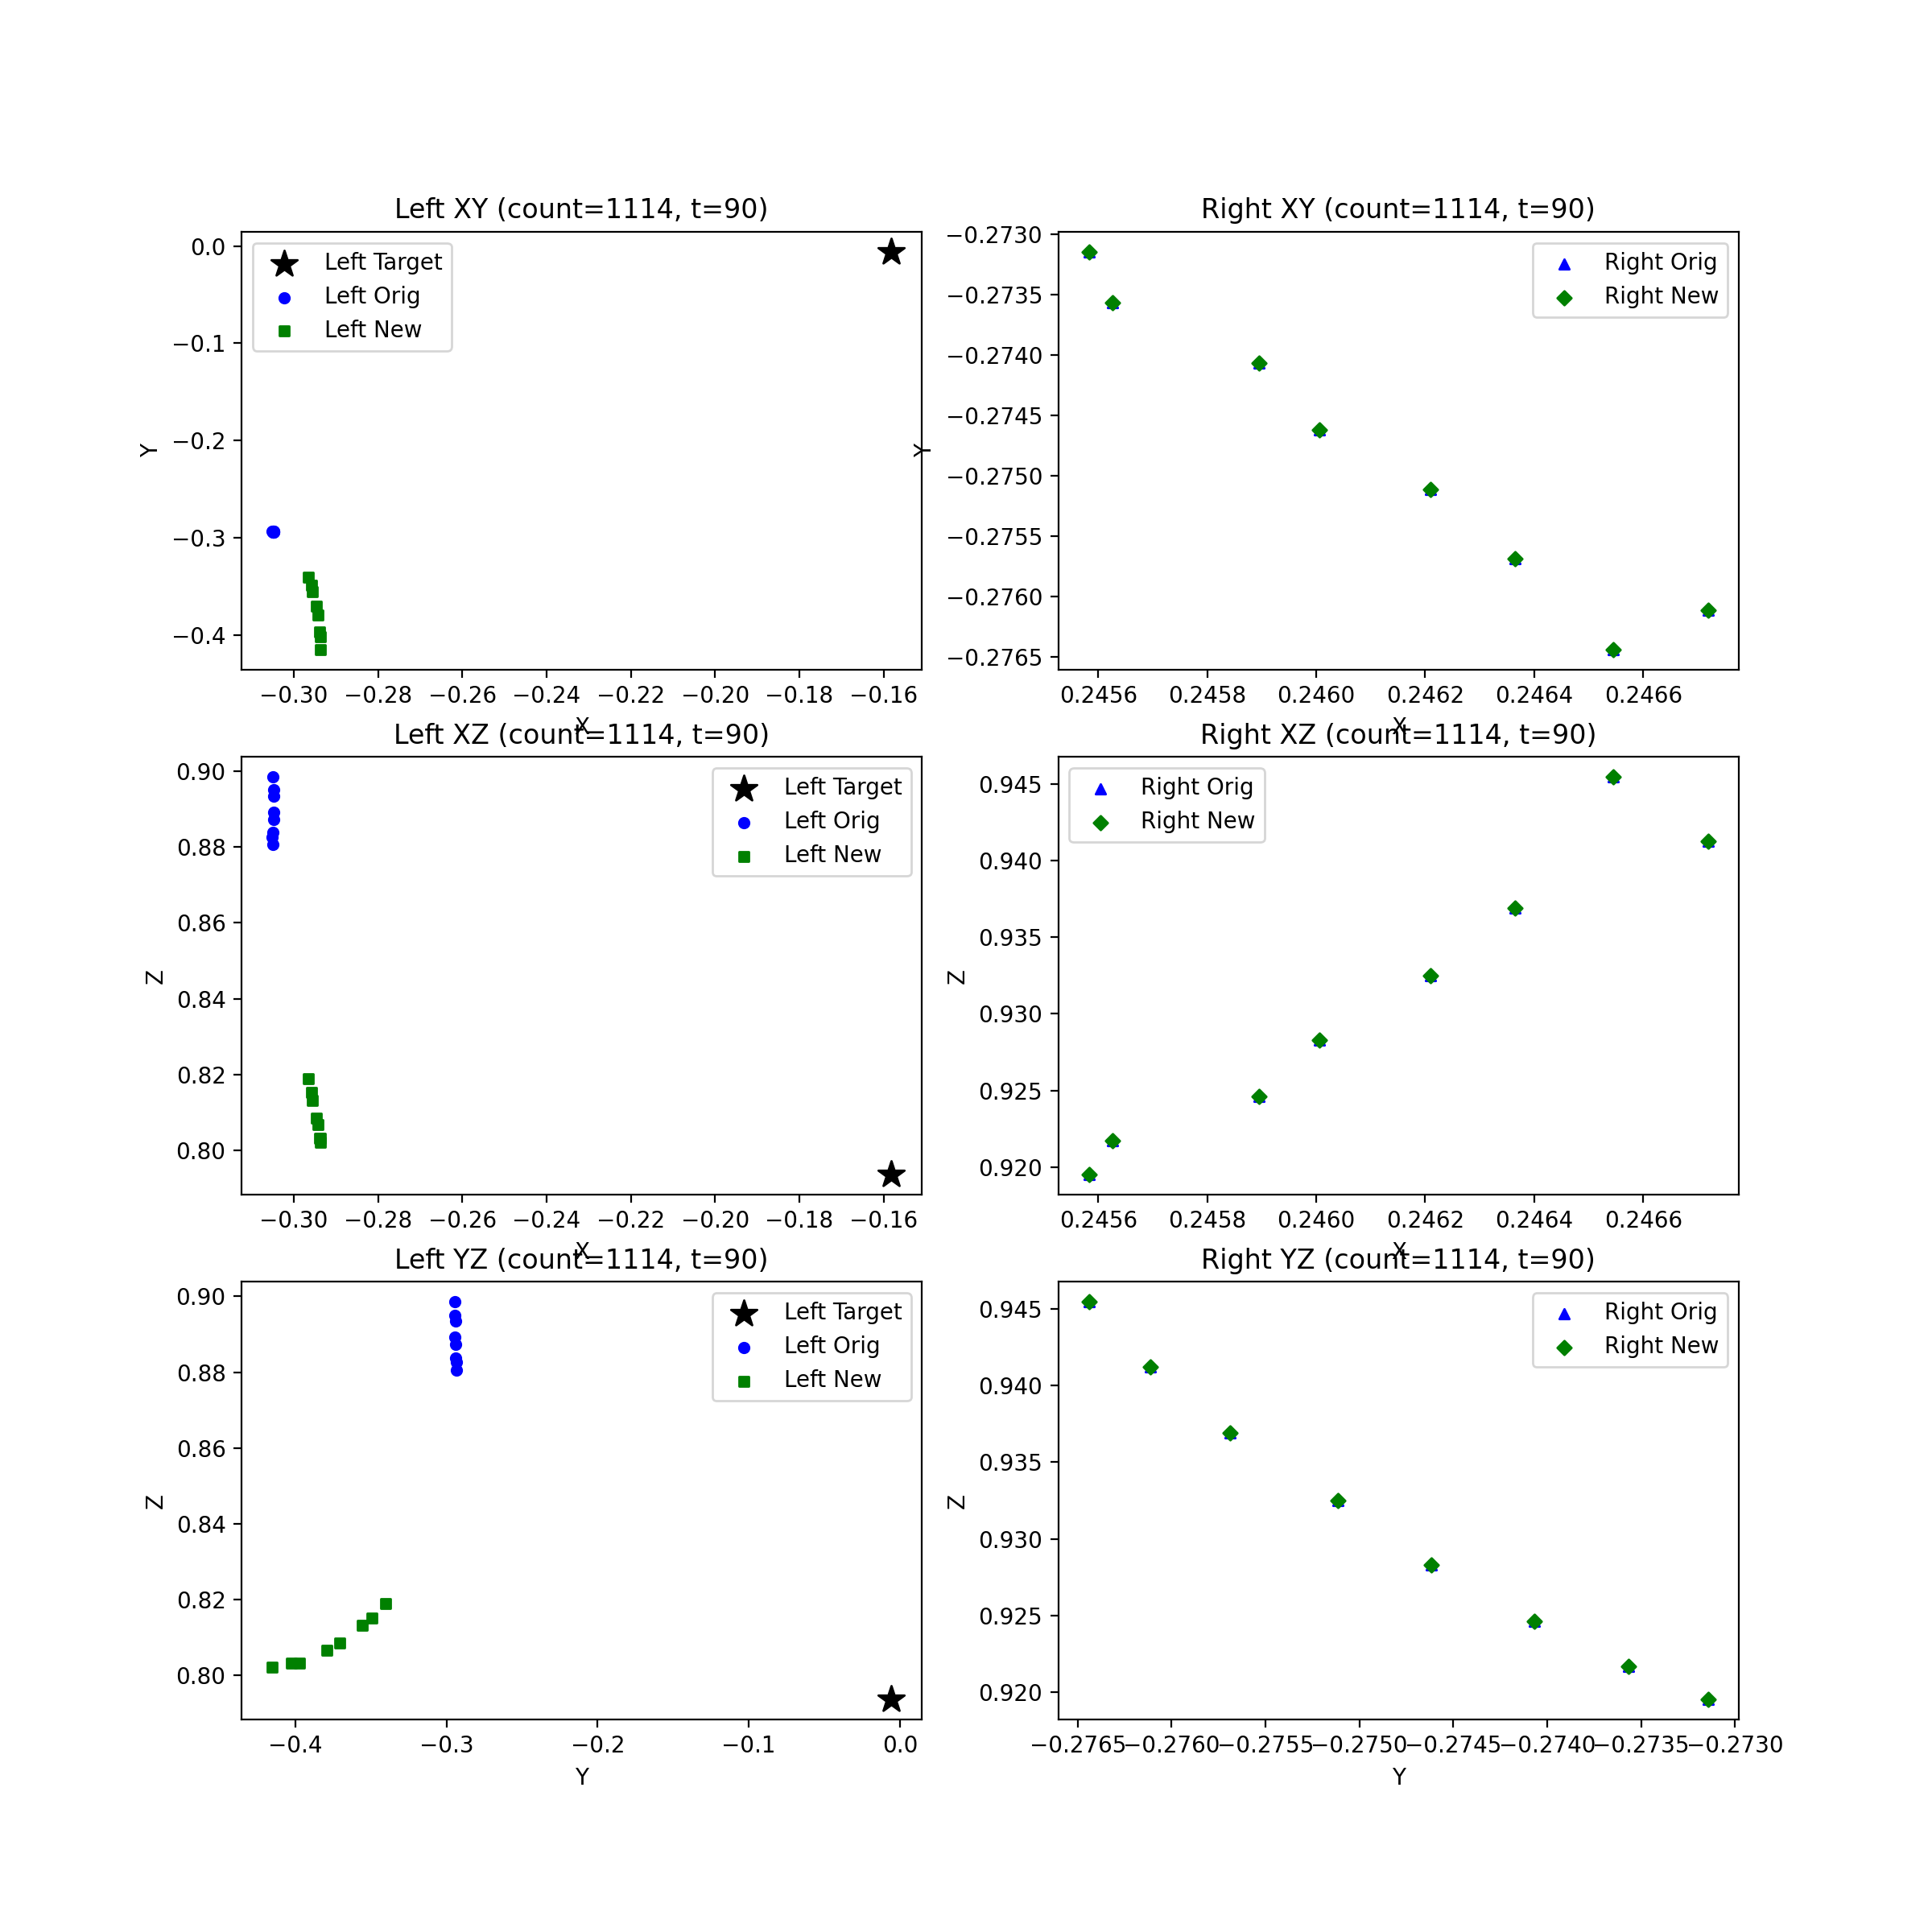 Left XY (count=1114, t=90)
0.0
−0.1
−0.2
−0.3
−0.4
Y
Left Target
Left Orig
Left New
−0.30 −0.28 −0.26 −0.24 −0.22 −0.20 −0.18 −0.16
X
Right XY (count=1114, t=90)
−0.2730
−0.2735
−0.2740
−0.2745
−0.2750
−0.2755
−0.2760
−0.2765
Y
Right Orig
Right New
0.2456 0.2458 0.2460 0.2462 0.2464 0.2466
X
Left XZ (count=1114, t=90)
0.90
0.88
0.86
0.84
0.82
0.80
Z
Left Target
Left Orig
Left New
−0.30 −0.28 −0.26 −0.24 −0.22 −0.20 −0.18 −0.16
X
Right XZ (count=1114, t=90)
0.945
0.940
0.935
0.930
0.925
0.920
Z
Right Orig
Right New
0.2456 0.2458 0.2460 0.2462 0.2464 0.2466
X
Left YZ (count=1114, t=90)
0.90
0.88
0.86
0.84
0.82
0.80
Z
Left Target
Left Orig
Left New
−0.4 −0.3 −0.2 −0.1 0.0
Y
Right YZ (count=1114, t=90)
0.945
0.940
0.935
0.930
0.925
0.920
Z
Right Orig
Right New
−0.2765 −0.2760 −0.2755 −0.2750 −0.2745 −0.2740 −0.2735 −0.2730
Y